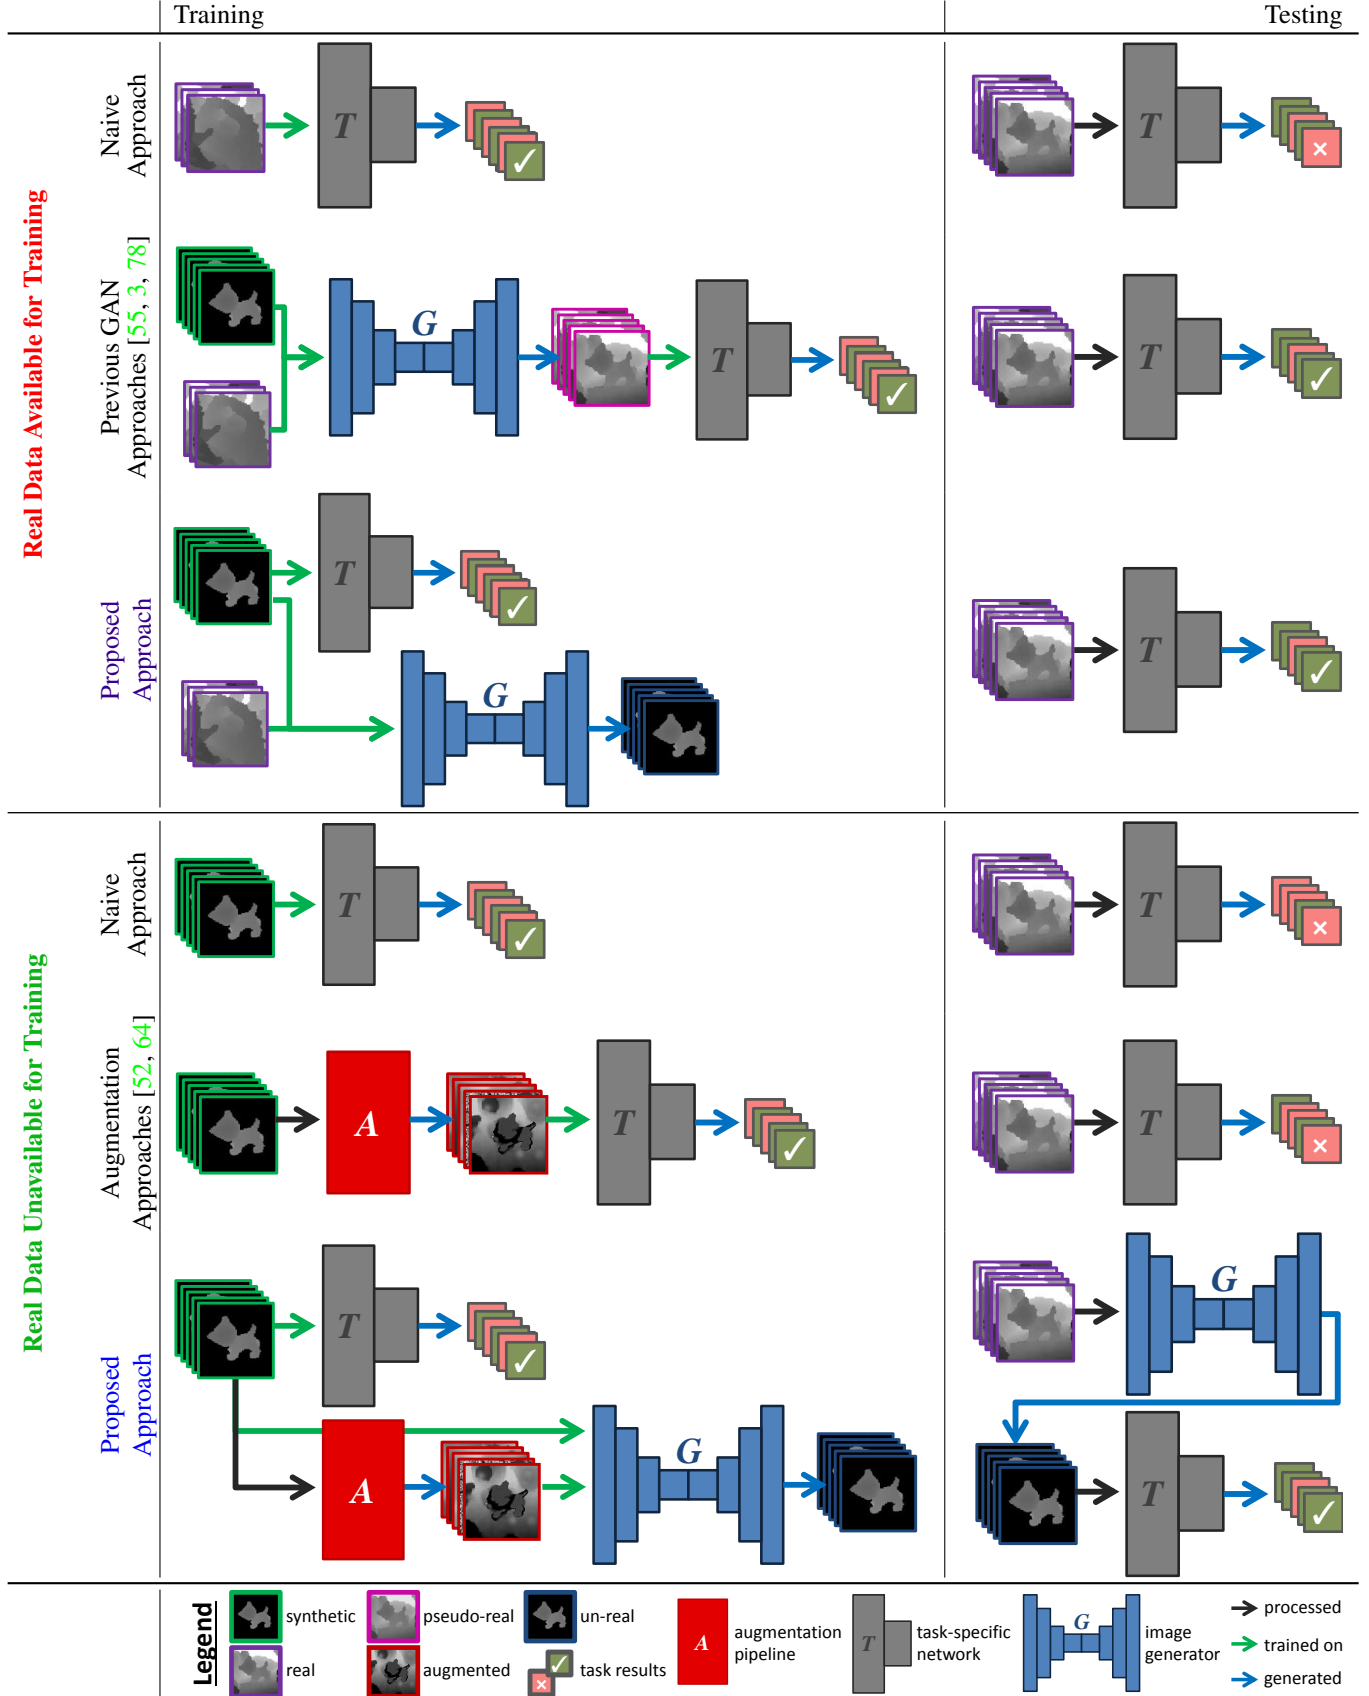 Training
Testing
Real Data Available for Training
Naive
Approach
T
T
Previous GAN
Approaches [55, 3, 78]
G
T
T
Proposed
Approach
T
G
T
Real Data Unavailable for Training
Naive
Approach
T
T
Augmentation
Approaches [52, 64]
A
T
T
Proposed
Approach
T
A
G
G
T
Legend
synthetic
pseudo-real
un-real
real
augmented
task results
A
augmentation
pipeline
T
task-specific
network
G
image
generator
processed
trained on
generated